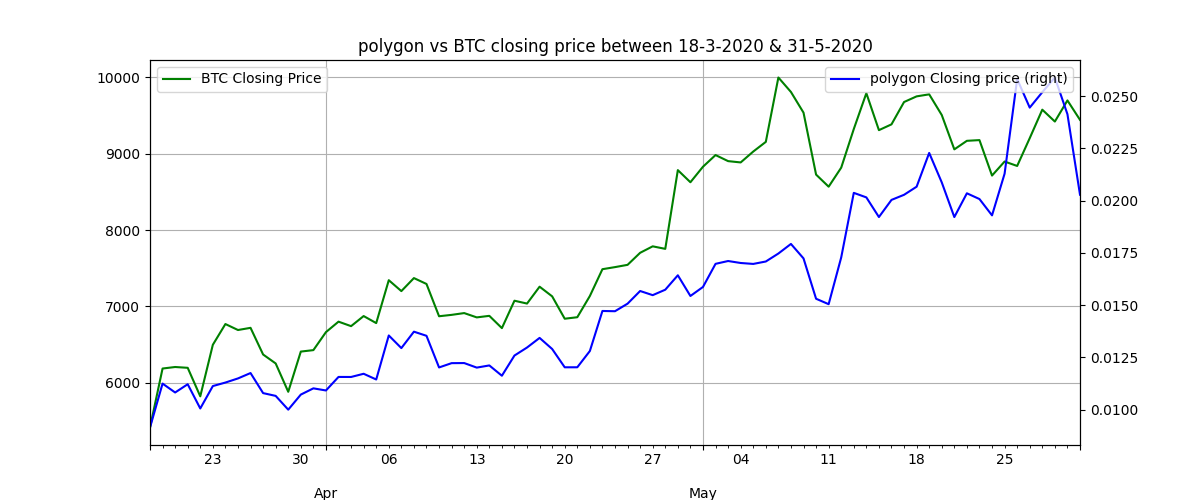 polygon vs BTC closing price between 18-3-2020 & 31-5-2020
BTC Closing Price
polygon Closing price (right)
10000
9000
8000
7000
6000
0.0250
0.0225
0.0200
0.0175
0.0150
0.0125
0.0100
23 30 06 13 20 27 04 11 18 25
Apr May